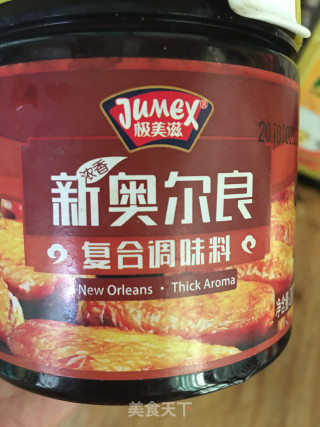 JUMEX®
极美滋
浓香
新奥尔良
复合调味料
New Orleans · Thick Aroma
美食天下